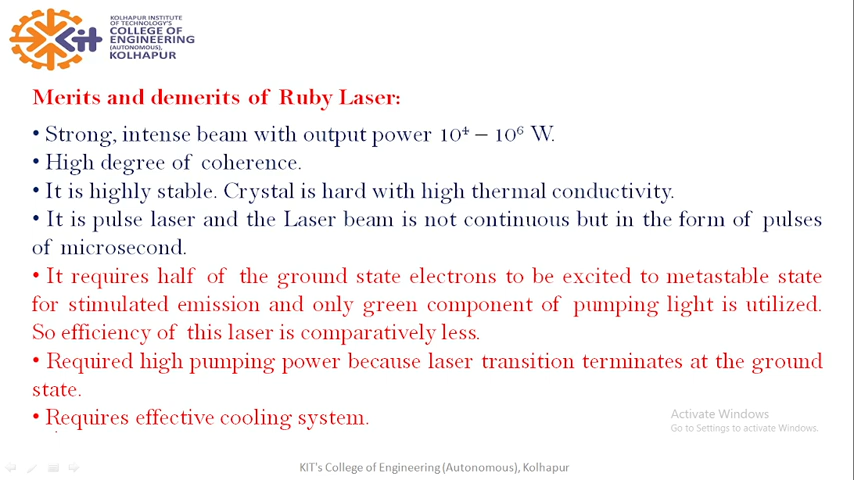 KOLHAPUR INSTITUTE
OF TECHNOLOGY'S
COLLEGE OF
ENGINEERING
(AUTONOMOUS),
KOLHAPUR
Kit
Merits and demerits of Ruby Laser:
• Strong, intense beam with output power 10⁴ – 10⁶ W.
• High degree of coherence.
• It is highly stable. Crystal is hard with high thermal conductivity.
• It is pulse laser and the Laser beam is not continuous but in the form of pulses
of microsecond.
• It requires half of the ground state electrons to be excited to metastable state
for stimulated emission and only green component of pumping light is utilized.
So efficiency of this laser is comparatively less.
• Required high pumping power because laser transition terminates at the ground
state.
• Requires effective cooling system.
Activate Windows
Go to Settings to activate Windows.
KIT's College of Engineering (Autonomous), Kolhapur